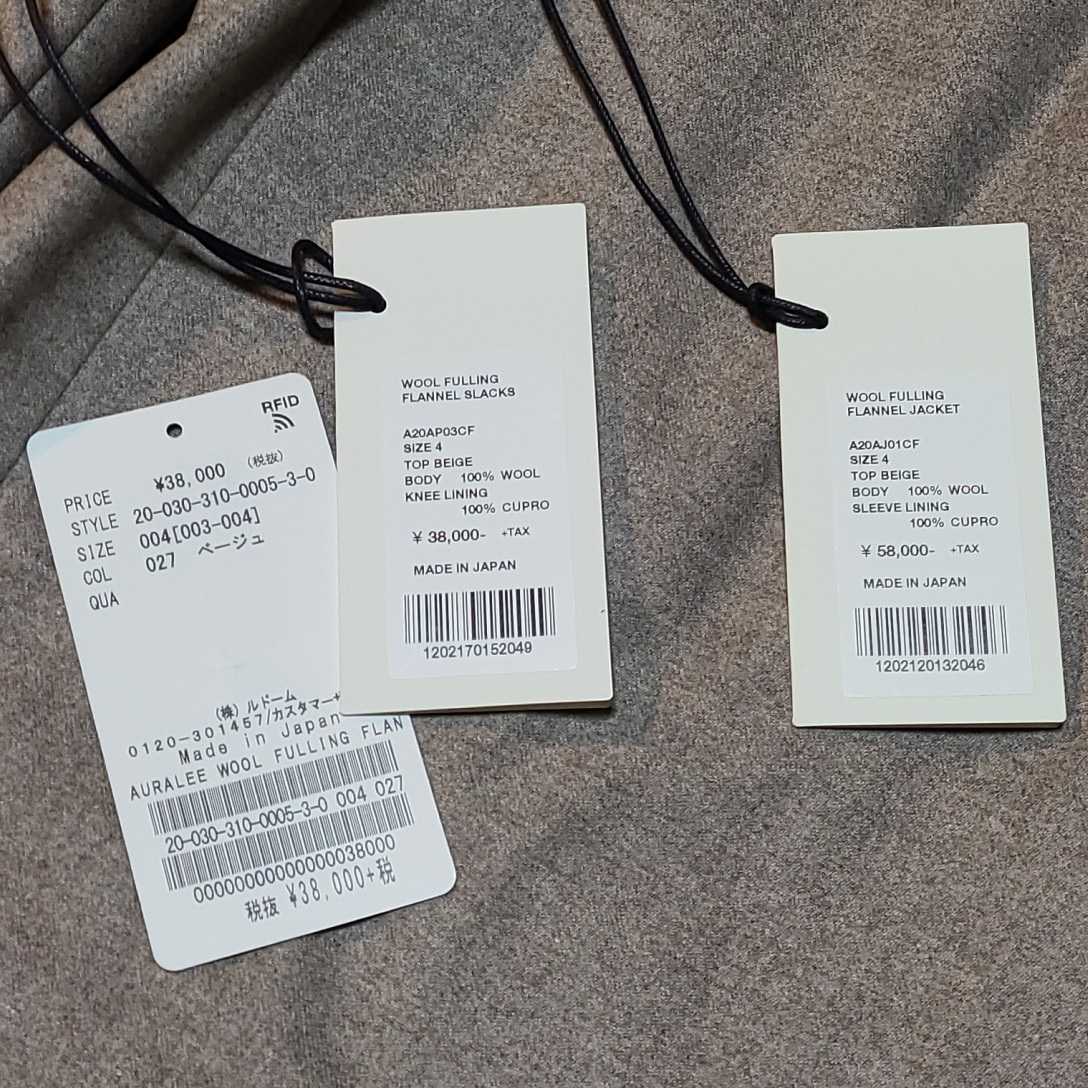 RFID
PRICE ¥38,000 (税抜)
STYLE 20-030-310-0005-3-0
SIZE 004[003-004]
COL 027 ベージュ
QUA
(株) ルドーム
0120-301457/カスタマー
Made in Japan
AURALEE WOOL FULLING FLAN
20-030-310-0005-3-0 004 027
00000000000000038000
税抜 ¥38,000+税
WOOL FULLING
FLANNEL SLACKS
A20AP03CF
SIZE 4
TOP BEIGE
BODY 100% WOOL
KNEE LINING
100% CUPRO
¥ 38,000- +TAX
MADE IN JAPAN
1202170152049
WOOL FULLING
FLANNEL JACKET
A20AJ01CF
SIZE 4
TOP BEIGE
BODY 100% WOOL
SLEEVE LINING
100% CUPRO
¥ 58,000- +TAX
MADE IN JAPAN
1202120132046